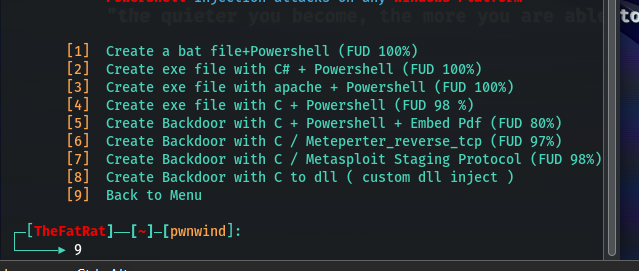 PowerShell injection attacks on any Windows Platform
"the quieter you become, the more you are able to
[1] Create a bat file+Powershell (FUD 100%)
[2] Create exe file with C# + Powershell (FUD 100%)
[3] Create exe file with apache + Powershell (FUD 100%)
[4] Create exe file with C + Powershell (FUD 98 %)
[5] Create Backdoor with C + Powershell + Embed Pdf (FUD 80%)
[6] Create Backdoor with C / Meteperter_reverse_tcp (FUD 97%)
[7] Create Backdoor with C / Metasploit Staging Protocol (FUD 98%)
[8] Create Backdoor with C to dll ( custom dll inject )
[9] Back to Menu
[TheFatRat]—[~]—[pwnwind]:
9